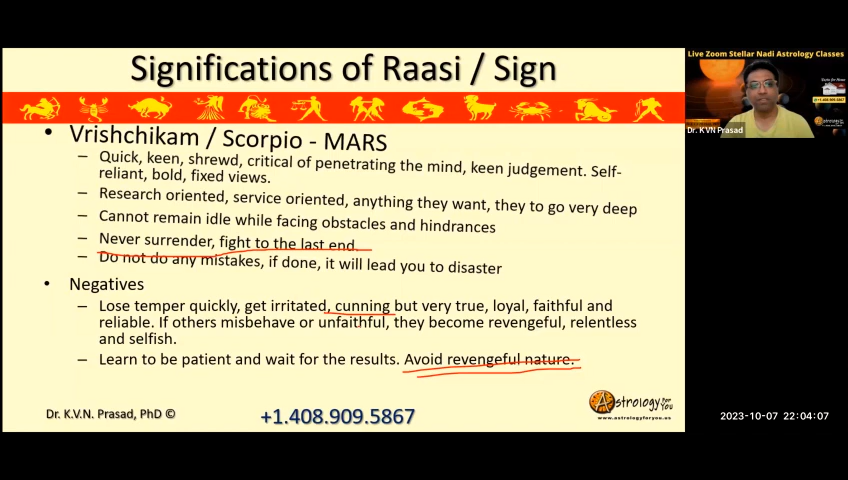 Significations of Raasi / Sign
Live Zoom Stellar Nadi Astrology Classes
Dr. KVN Prasad
• Vrishchikam / Scorpio - MARS
– Quick, keen, shrewd, critical of penetrating the mind, keen judgement. Self-
reliant, bold, fixed views.
– Research oriented, service oriented, anything they want, they to go very deep
– Cannot remain idle while facing obstacles and hindrances
– Never surrender, fight to the last end.
– Do not do any mistakes, if done, it will lead you to disaster
• Negatives
– Lose temper quickly, get irritated, cunning but very true, loyal, faithful and
reliable. If others misbehave or unfaithful, they become revengeful, relentless
and selfish.
– Learn to be patient and wait for the results. Avoid revengeful nature.
Dr. K.V.N. Prasad, PhD ©
+1.408.909.5867
Astrology For You
www.astrologyforyou.us
2023-10-07 22:04:07